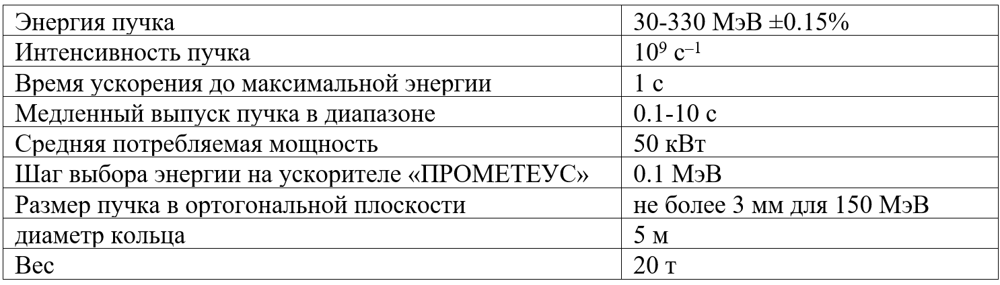 Энергия пучка 30-330 МэВ ±0.15%
Интенсивность пучка 10⁹ с⁻¹
Время ускорения до максимальной энергии 1 с
Медленный выпуск пучка в диапазоне 0.1-10 с
Средняя потребляемая мощность 50 кВт
Шаг выбора энергии на ускорителе «ПРОМЕТЕУС» 0.1 МэВ
Размер пучка в ортогональной плоскости не более 3 мм для 150 МэВ
диаметр кольца 5 м
Вес 20 т